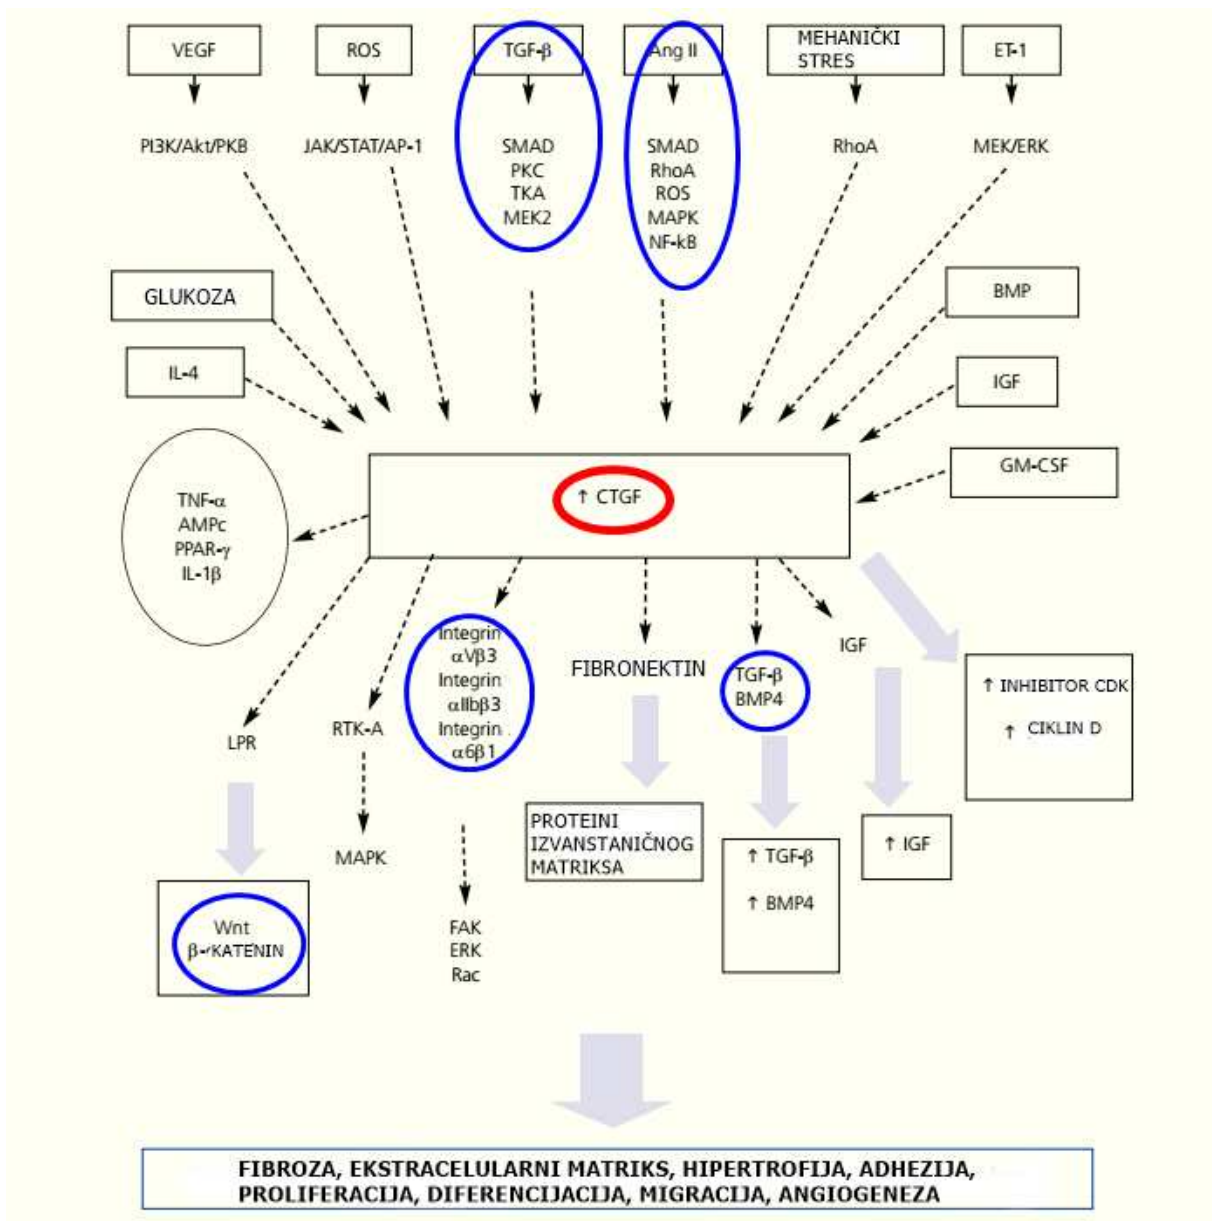 VEGF
ROS
TGF-β
Ang II
MEHANIČKI
STRES
ET-1
PI3K/Akt/PKB
JAK/STAT/AP-1
SMAD
PKC
TKA
MEK2
SMAD
RhoA
ROS
MAPK
NF-kB
RhoA
MEK/ERK
GLUKOZA
BMP
IL-4
IGF
GM-CSF
↑ CTGF
TNF-α
AMPc
PPAR-γ
IL-1β
Integrin
αVβ3
Integrin
αIIbβ3
Integrin
α6β1
FIBRONEKTIN
TGF-β
BMP4
IGF
↑ INHIBITOR CDK
↑ CIKLIN D
LPR
RTK-A
MAPK
PROTEINI
IZVANSTANIČNOG
MATRIKSA
↑ TGF-β
↑ BMP4
↑ IGF
Wnt
β-KATENIN
FAK
ERK
Rac
FIBROZA, EKSTRACELULARNI MATRIKS, HIPERTROFIJA, ADHEZIJA,
PROLIFERACIJA, DIFERENCIJACIJA, MIGRACIJA, ANGIOGENEZA